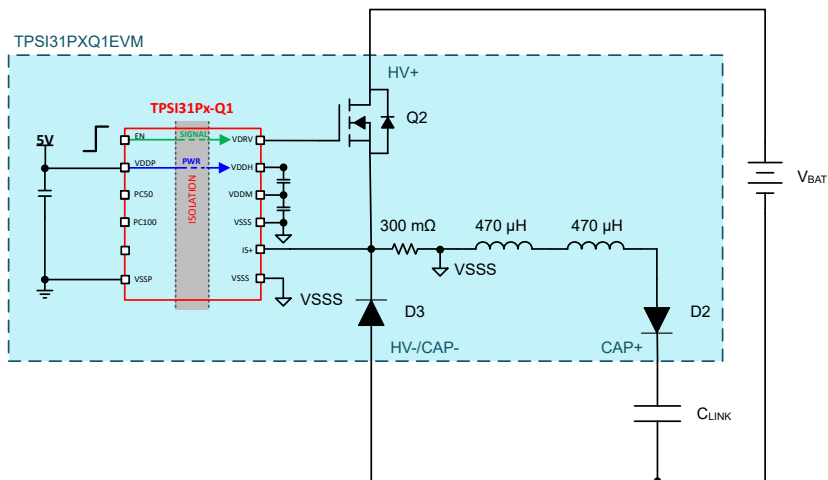 TPSI31PXQ1EVM
HV+
TPSI31Px-Q1
Q2
5V
EN
SIGNAL
VDRV
VDDP
PWR
VDDH
ISOLATION
PC50
VDDM
PC100
VSSS
IS+
VSSP
VSSS
VSSS
300 mΩ
470 µH
470 µH
VSSS
D3
D2
HV-/CAP-
CAP+
VBAT
CLINK